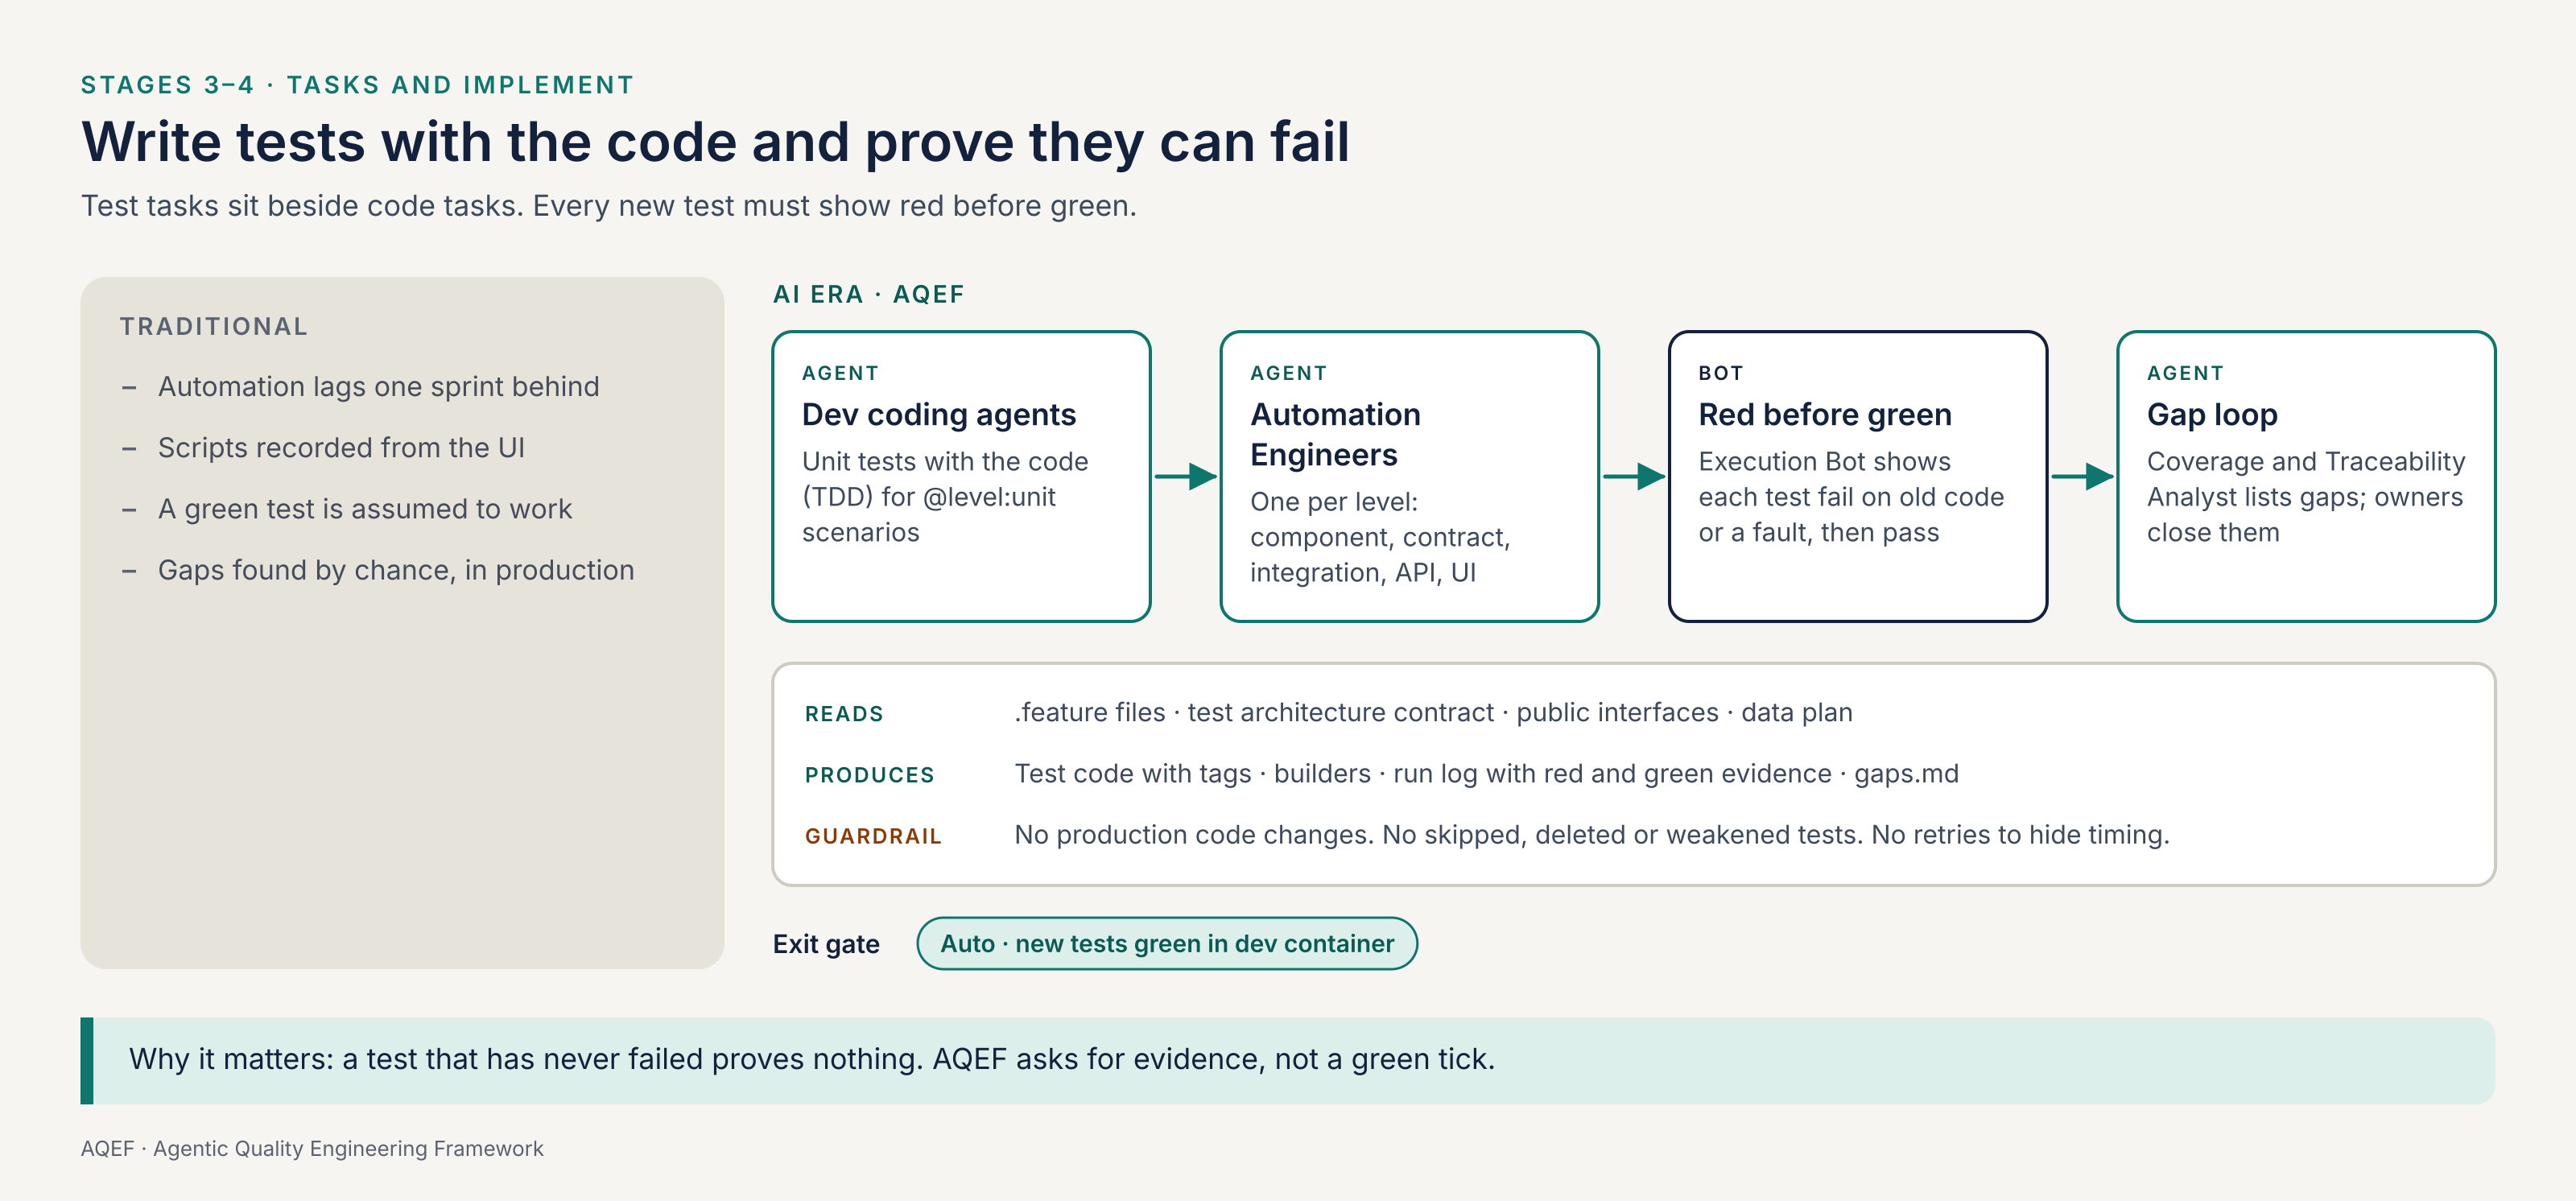 STAGES 3–4 · TASKS AND IMPLEMENT
Write tests with the code and prove they can fail
Test tasks sit beside code tasks. Every new test must show red before green.
TRADITIONAL
– Automation lags one sprint behind
– Scripts recorded from the UI
– A green test is assumed to work
– Gaps found by chance, in production
AI ERA · AQEF
AGENT
Dev coding agents
Unit tests with the code
(TDD) for @level:unit
scenarios
AGENT
Automation
Engineers
One per level:
component, contract,
integration, API, UI
BOT
Red before green
Execution Bot shows
each test fail on old code
or a fault, then pass
AGENT
Gap loop
Coverage and Traceability
Analyst lists gaps; owners
close them
READS .feature files · test architecture contract · public interfaces · data plan
PRODUCES Test code with tags · builders · run log with red and green evidence · gaps.md
GUARDRAIL No production code changes. No skipped, deleted or weakened tests. No retries to hide timing.
Exit gate Auto · new tests green in dev container
Why it matters: a test that has never failed proves nothing. AQEF asks for evidence, not a green tick.
AQEF · Agentic Quality Engineering Framework